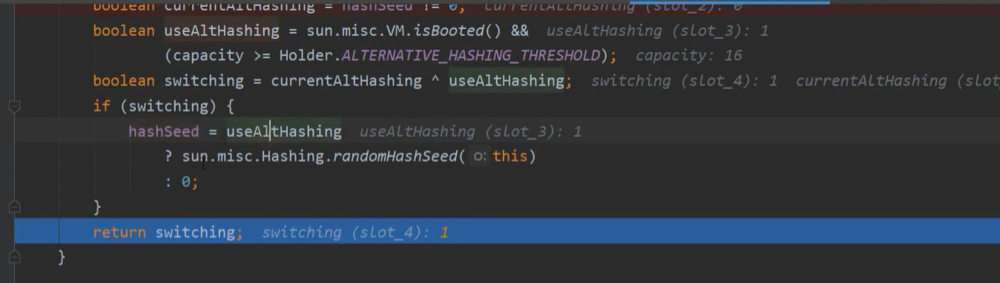 boolean currentAltHashing = hashSeed != 0; currentAltHashing (slot_2): 0
boolean useAltHashing = sun.misc.VM.isBooted() && useAltHashing (slot_3): 1
(capacity >= Holder.ALTERNATIVE_HASHING_THRESHOLD); capacity: 16
boolean switching = currentAltHashing ^ useAltHashing; switching (slot_4): 1 currentAltHashing (slot
if (switching) {
hashSeed = useAltHashing useAltHashing (slot_3): 1
? sun.misc.Hashing.randomHashSeed( o: this)
: 0;
}
return switching; switching (slot_4): 1
}